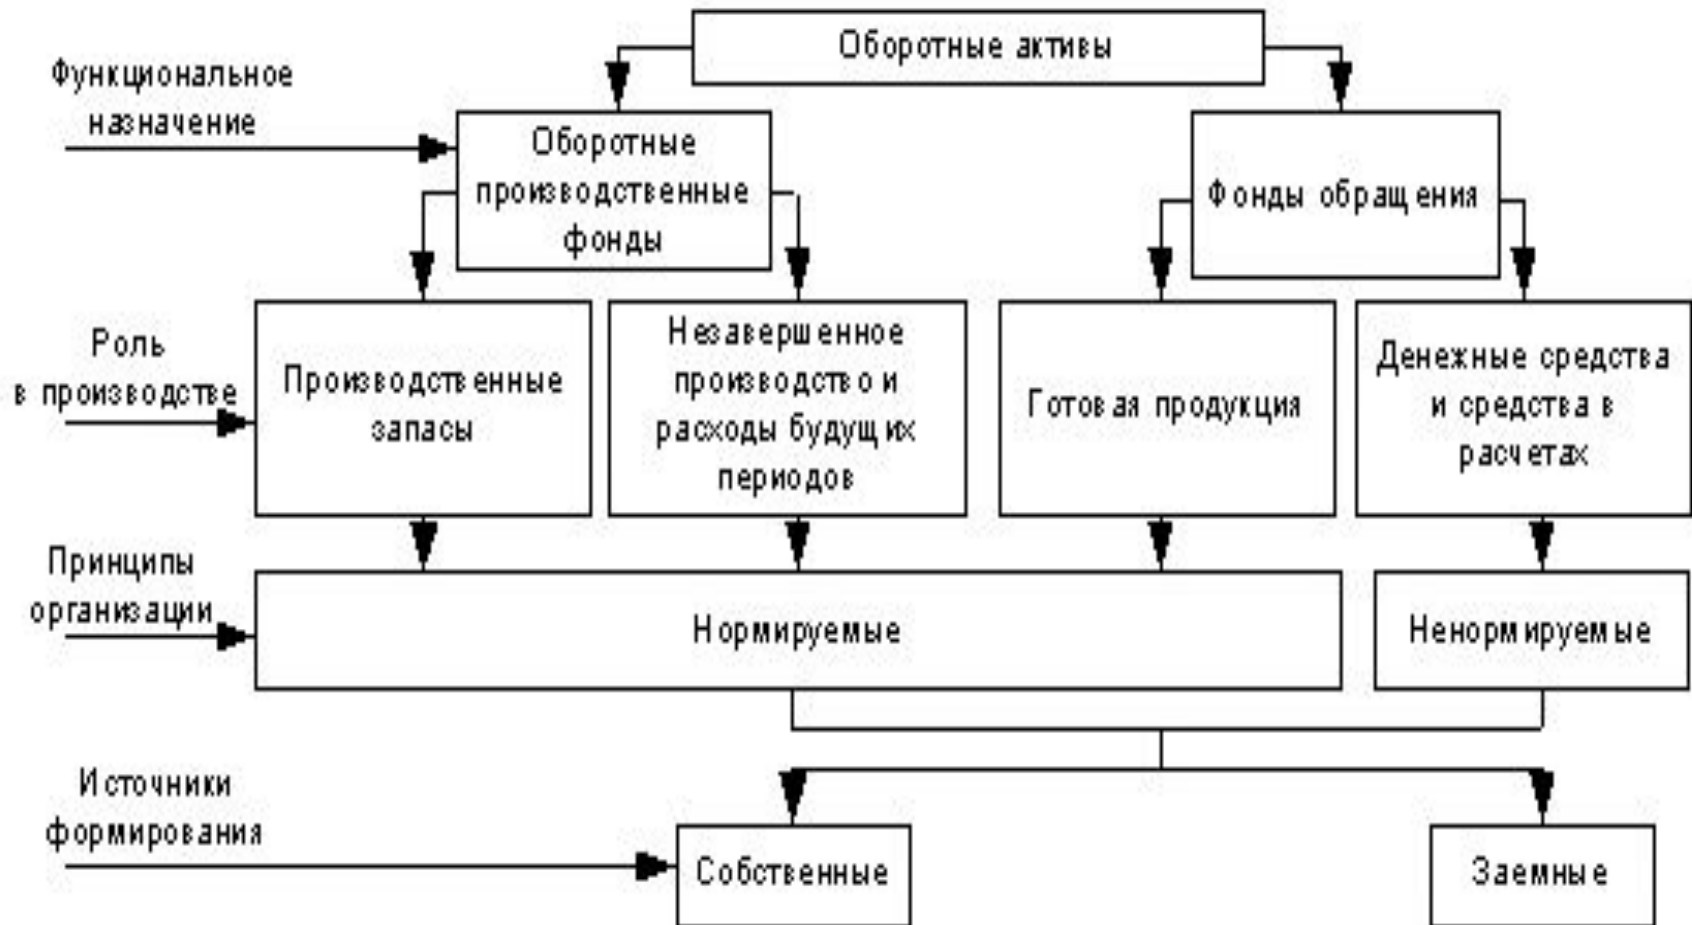 Оборотные активы
Функциональное
назначение
Оборотные
производственные
фонды
Фонды обращения
Роль
в производстве
Производственные
запасы
Незавершенное
производство и
расходы будущих
периодов
Готовая продукция
Денежные средства
и средства в
расчетах
Принципы
организации
Нормируемые
Ненормируемые
Источники
формирования
Собственные
Заемные